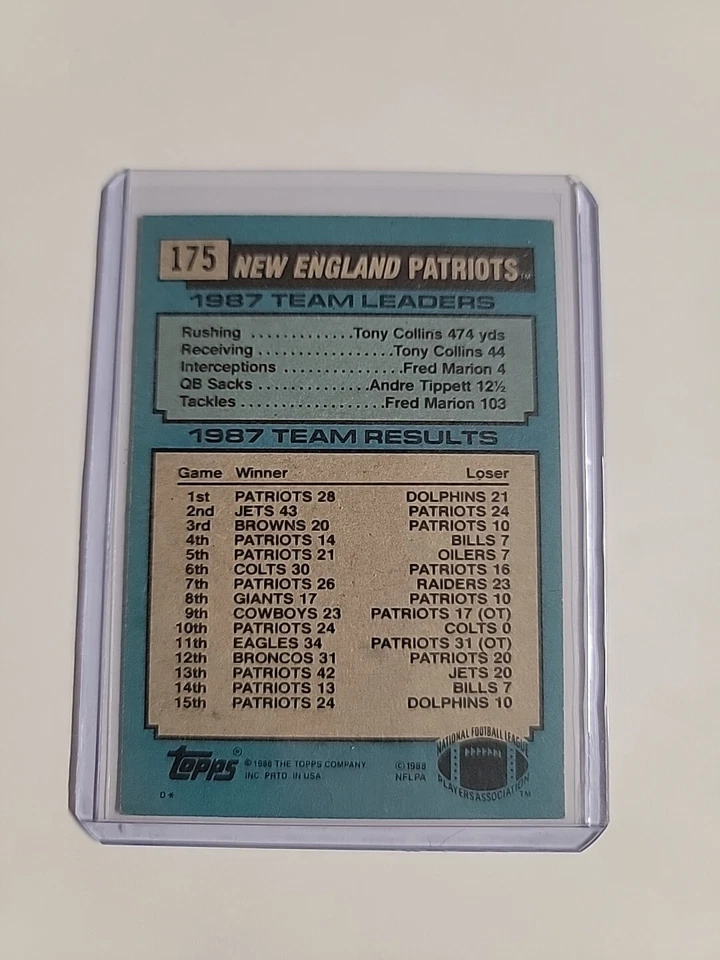 175 NEW ENGLAND PATRIOTS™
1987 TEAM LEADERS
Rushing ............Tony Collins 474 yds
Receiving................Tony Collins 44
Interceptions ...............Fred Marion 4
QB Sacks .............Andre Tippett 12½
Tackles .................Fred Marion 103
1987 TEAM RESULTS
Game Winner Loser
1st PATRIOTS 28 DOLPHINS 21
2nd JETS 43 PATRIOTS 24
3rd BROWNS 20 PATRIOTS 10
4th PATRIOTS 14 BILLS 7
5th PATRIOTS 21 OILERS 7
6th COLTS 30 PATRIOTS 16
7th PATRIOTS 26 RAIDERS 23
8th GIANTS 17 PATRIOTS 10
9th COWBOYS 23 PATRIOTS 17 (OT)
10th PATRIOTS 24 COLTS 0
11th EAGLES 34 PATRIOTS 31 (OT)
12th BRONCOS 31 PATRIOTS 20
13th PATRIOTS 42 JETS 20
14th PATRIOTS 13 BILLS 7
15th PATRIOTS 24 DOLPHINS 10
topps® © 1988 THE TOPPS COMPANY
INC. PRTD. IN USA
© 1988
NFLPA
NATIONAL FOOTBALL LEAGUE
PLAYERS ASSOCIATION™
D*